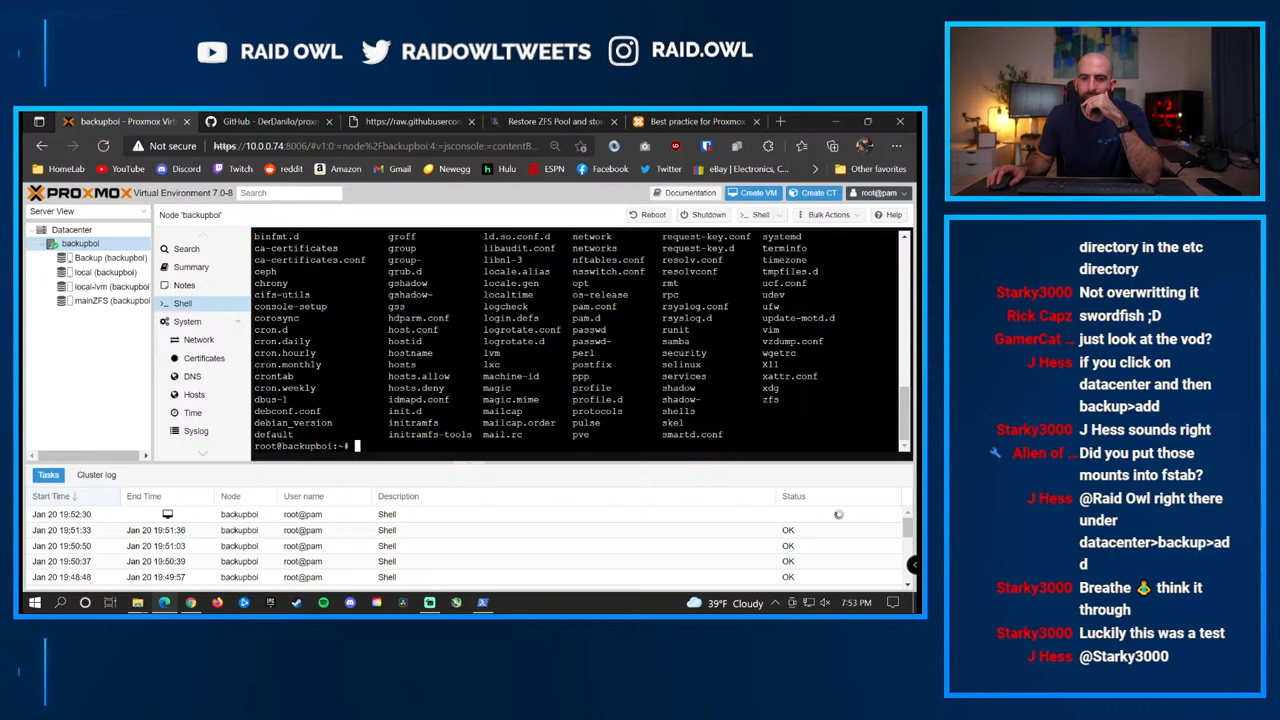 RAID OWL
RAIDOWLTWEETS
RAID.OWL
backupboi - Proxmox Virt
GitHub - DerDanilo/proxm
https://raw.githubusercon
Restore ZFS Pool and stor
Best practice for Proxmox
Not secure
https://10.0.0.74:8006/#v1:0:=node%2Fbackupboi:4:=jsconsole:=contentB...
HomeLab
YouTube
Discord
Twitch
reddit
Amazon
Gmail
Newegg
Hulu
ESPN
Facebook
Twitter
eBay | Electronics, C...
Other favorites
PROXMOX
Virtual Environment 7.0-8
Search
Documentation
Create VM
Create CT
root@pam
Server View
Node 'backupboi'
Reboot
Shutdown
Shell
Bulk Actions
Help
Datacenter
backupboi
Backup (backupboi)
local (backupboi)
local-lvm (backupboi)
mainZFS (backupboi)
Search
Summary
Notes
Shell
System
Network
Certificates
DNS
Hosts
Time
Syslog
binfmt.d groff ld.so.conf.d network request-key.d systemd
ca-certificates group libaudit.conf networks request-key.conf terminfo
ca-certificates.conf group- libnl-3 nftables.conf resolv.conf timezone
ceph grub.d locale.alias nsswitch.conf resolvconf tmpfiles.d
chrony gshadow locale.gen opt rmt ucf.conf
cifs-utils gshadow- localtime os-release rpc udev
console-setup gss logcheck pam.conf rsyslog.conf ufw
corosync hdparm.conf login.defs pam.d rsyslog.d update-motd.d
cron.d host.conf logrotate.conf passwd runit vim
cron.daily hostid logrotate.d passwd- samba vzdump.conf
cron.hourly hostname lvm perl security wgetrc
cron.monthly hosts lxc postfix selinux X11
crontab hosts.allow machine-id ppp services xattr.conf
cron.weekly hosts.deny magic profile shadow xdg
dbus-1 idmapd.conf magic.mime profile.d shadow- zfs
debconf.conf init.d mailcap protocols shells
debian_version initramfs mailcap.order pulse skel
default initramfs-tools mail.rc pve smartd.conf
root@backupboi:~#
Tasks
Cluster log
Start Time End Time Node User name Description Status
Jan 20 19:52:30 backupboi root@pam Shell
Jan 20 19:51:33 Jan 20 19:51:36 backupboi root@pam Shell OK
Jan 20 19:50:50 Jan 20 19:51:03 backupboi root@pam Shell OK
Jan 20 19:50:37 Jan 20 19:50:39 backupboi root@pam Shell OK
Jan 20 19:48:48 Jan 20 19:49:57 backupboi root@pam Shell OK
39°F Cloudy
7:53 PM
directory in the etc
directory
Starky3000 Not overwritting it
Rick Capz swordfish ;D
GamerCat ... just look at the vod?
J Hess if you click on
datacenter and then
backup>add
Starky3000 J Hess sounds right
Alien of ... Did you put those
mounts into fstab?
J Hess @Raid Owl right there
under
datacenter>backup>ad
d
Starky3000 Breathe 🧘 think it
through
Starky3000 Luckily this was a test
J Hess @Starky3000